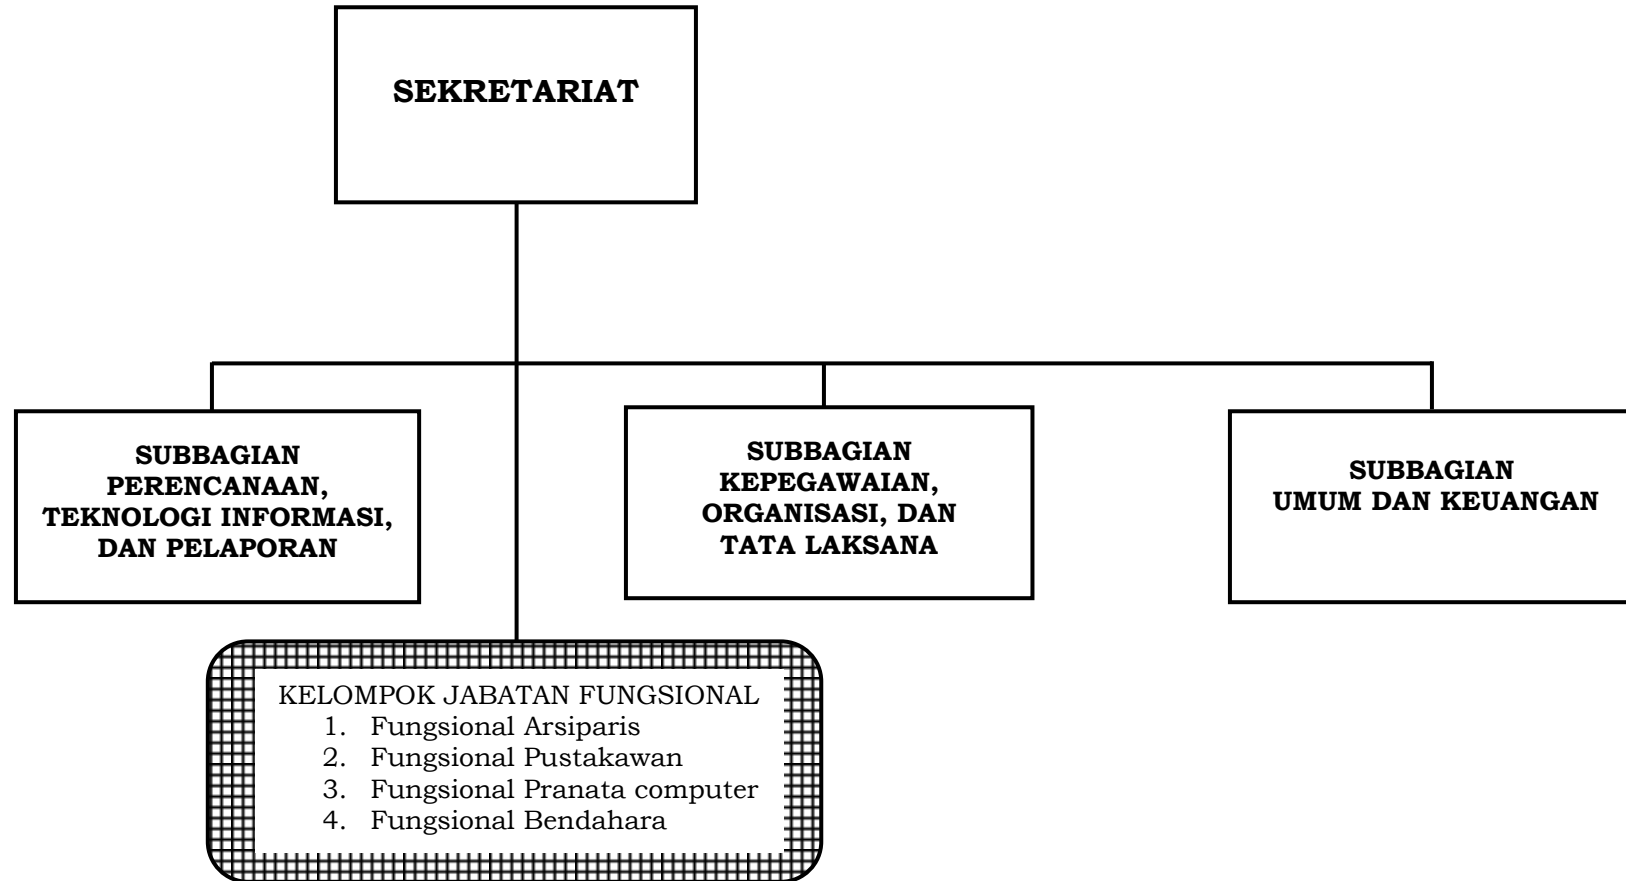 SEKRETARIAT
SUBBAGIAN
PERENCANAAN,
TEKNOLOGI INFORMASI,
DAN PELAPORAN
SUBBAGIAN
KEPEGAWAIAN,
ORGANISASI, DAN
TATA LAKSANA
SUBBAGIAN
UMUM DAN KEUANGAN
KELOMPOK JABATAN FUNGSIONAL
1. Fungsional Arsiparis
2. Fungsional Pustakawan
3. Fungsional Pranata computer
4. Fungsional Bendahara